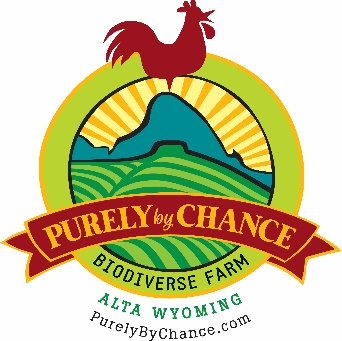 PURELY by CHANCE
BIODIVERSE FARM
ALTA WYOMING
PurelyByChance.com